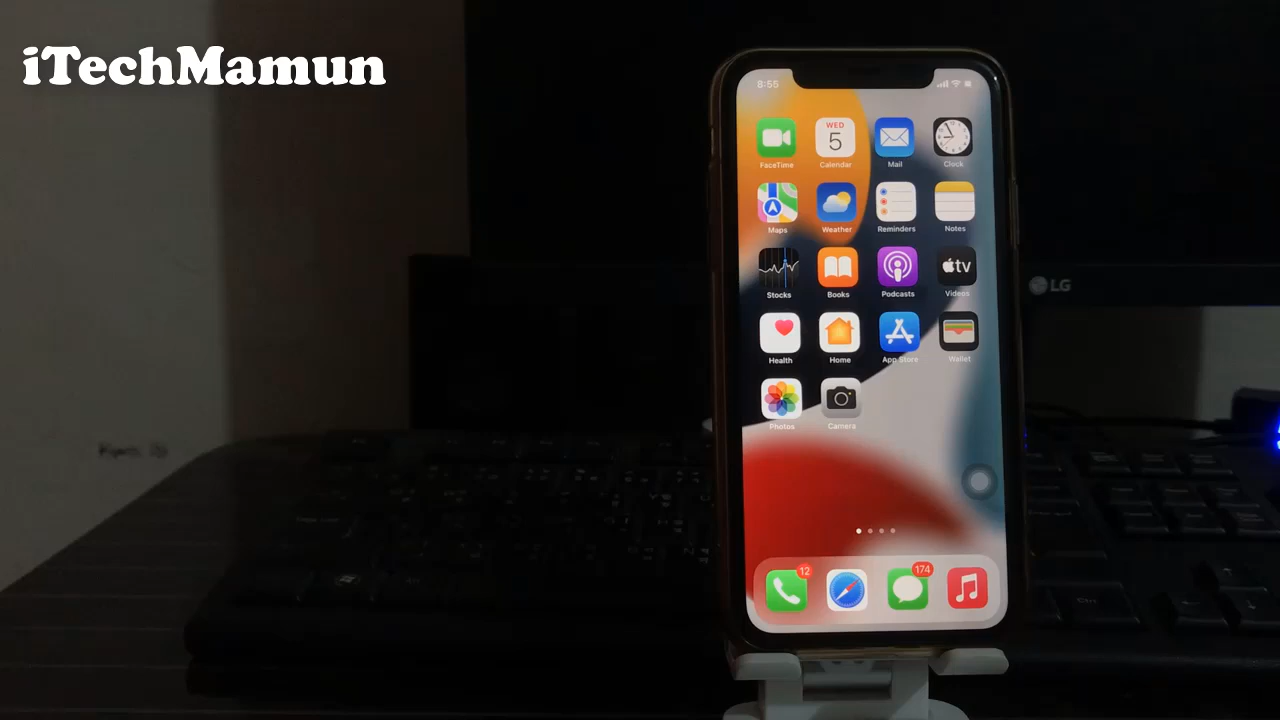 iTechMamun
8:55
WED
5
FaceTime
Calendar
Mail
Clock
Maps
Weather
Reminders
Notes
tv
Stocks
Books
Podcasts
Videos
LG
Health
Home
App Store
Wallet
Photos
Camera
12
174